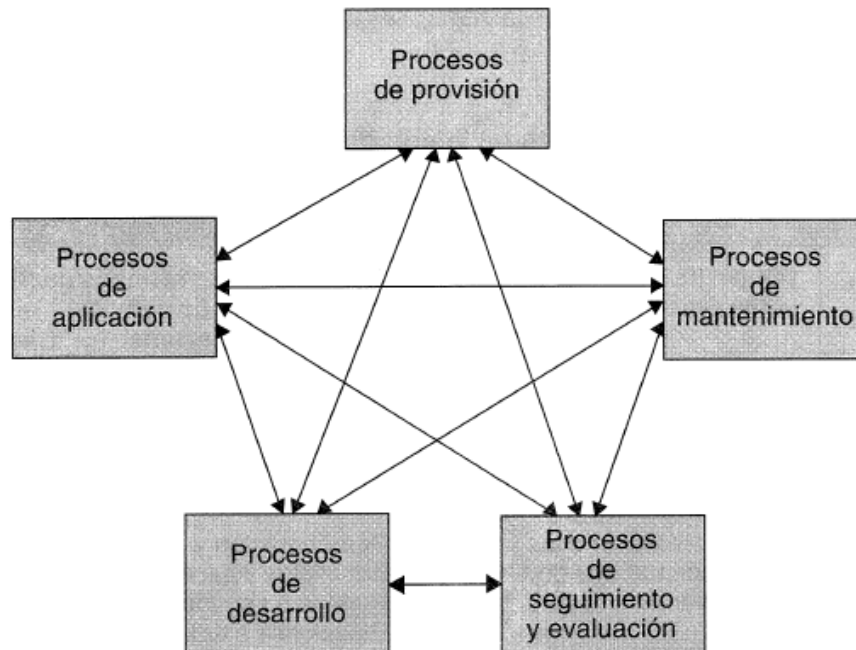 Procesos
de provisión
Procesos
de
aplicación
Procesos
de
mantenimiento
Procesos
de
desarrollo
Procesos
de
seguimiento
y evaluación